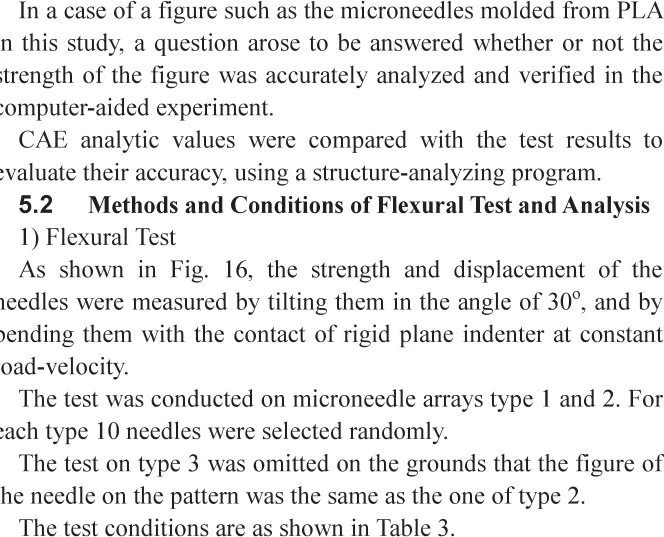 In a case of a figure such as the microneedles molded from PLA
in this study, a question arose to be answered whether or not the
strength of the figure was accurately analyzed and verified in the
computer-aided experiment.
CAE analytic values were compared with the test results to
evaluate their accuracy, using a structure-analyzing program.
5.2 Methods and Conditions of Flexural Test and Analysis
1) Flexural Test
As shown in Fig. 16, the strength and displacement of the
needles were measured by tilting them in the angle of 30°, and by
bending them with the contact of rigid plane indenter at constant
load-velocity.
The test was conducted on microneedle arrays type 1 and 2. For
each type 10 needles were selected randomly.
The test on type 3 was omitted on the grounds that the figure of
the needle on the pattern was the same as the one of type 2.
The test conditions are as shown in Table 3.